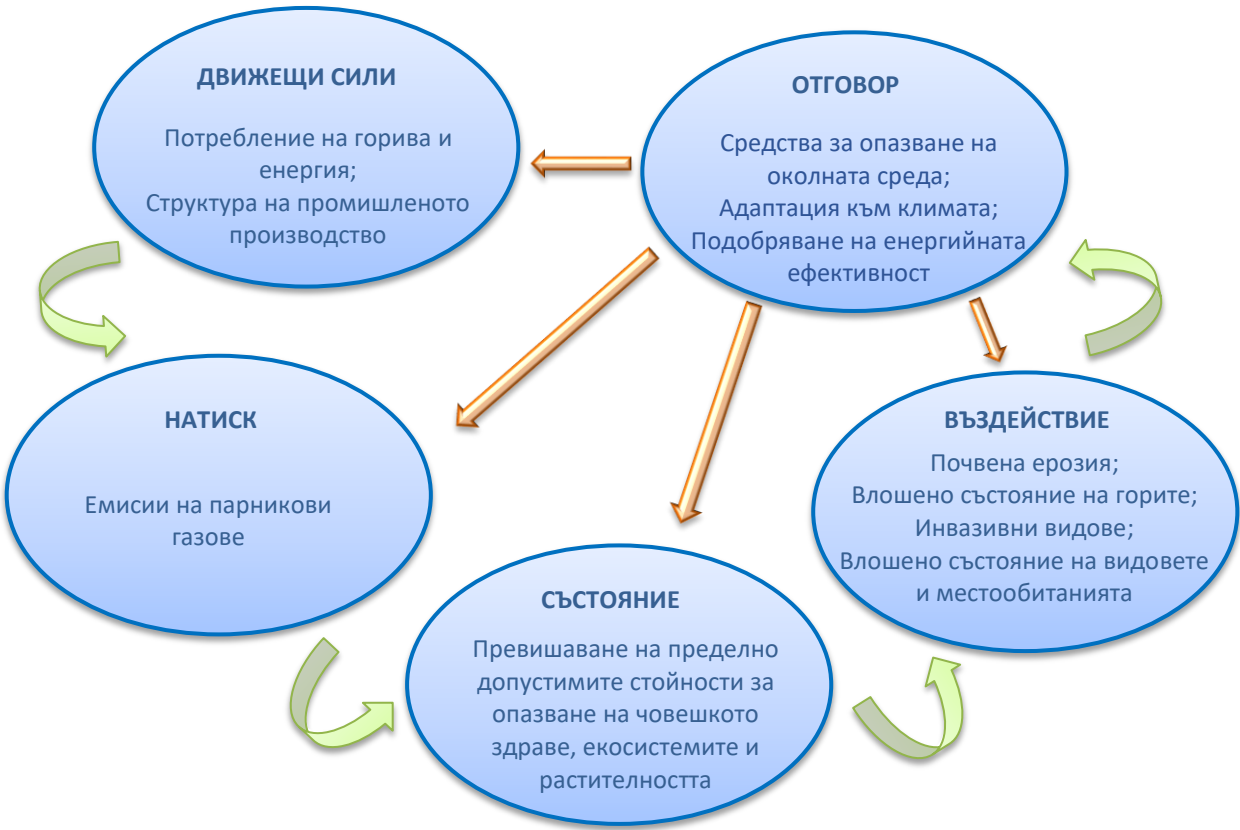 ДВИЖЕЩИ СИЛИ
Потребление на горива и
енергия;
Структура на промишленото
производство
ОТГОВОР
Средства за опазване на
околната среда;
Адаптация към климата;
Подобряване на енергийната
ефективност
НАТИСК
Емисии на парникови
газове
ВЪЗДЕЙСТВИЕ
Почвена ерозия;
Влошено състояние на горите;
Инвазивни видове;
Влошено състояние на видовете
и местообитанията
СЪСТОЯНИЕ
Превишаване на пределно
допустимите стойности за
опазване на човешкото
здраве, екосистемите и
растителността